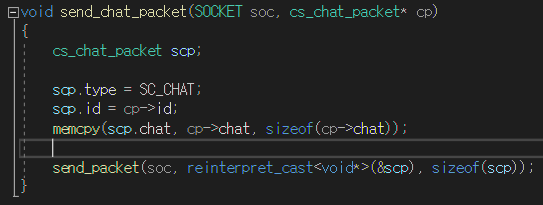 void send_chat_packet(SOCKET soc, cs_chat_packet* cp)
{
cs_chat_packet scp;
scp.type = SC_CHAT;
scp.id = cp->id;
memcpy(scp.chat, cp->chat, sizeof(cp->chat));
send_packet(soc, reinterpret_cast<void*>(&scp), sizeof(scp));
}